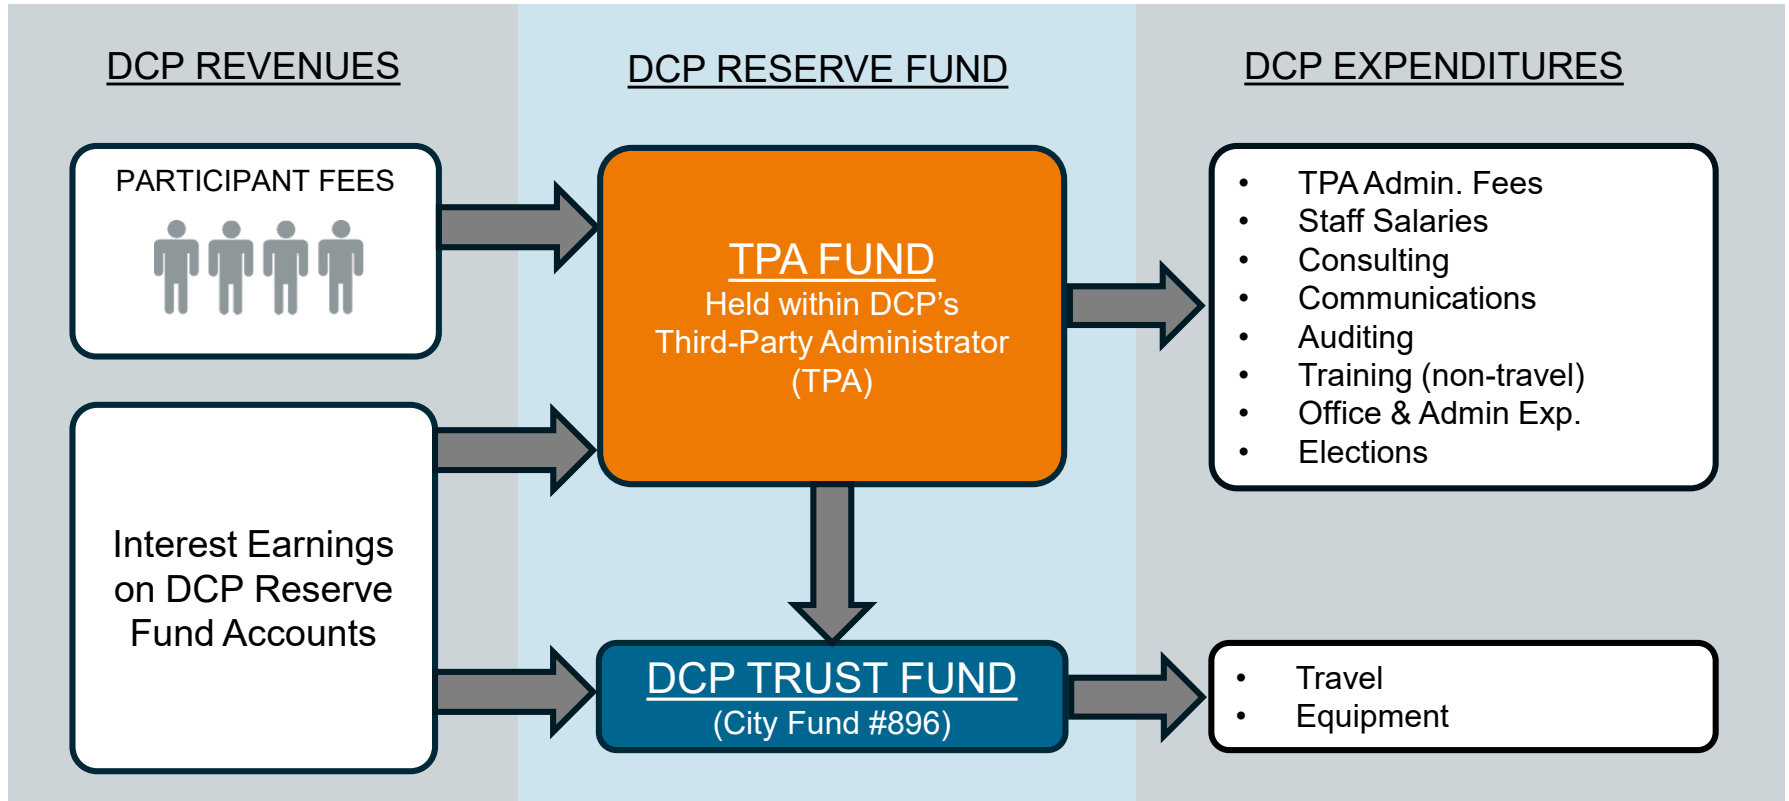 DCP REVENUES
PARTICIPANT FEES
Interest Earnings
on DCP Reserve
Fund Accounts
DCP RESERVE FUND
TPA FUND
Held within DCP’s
Third-Party Administrator
(TPA)
DCP TRUST FUND
(City Fund #896)
DCP EXPENDITURES
• TPA Admin. Fees
• Staff Salaries
• Consulting
• Communications
• Auditing
• Training (non-travel)
• Office & Admin Exp.
• Elections
• Travel
• Equipment